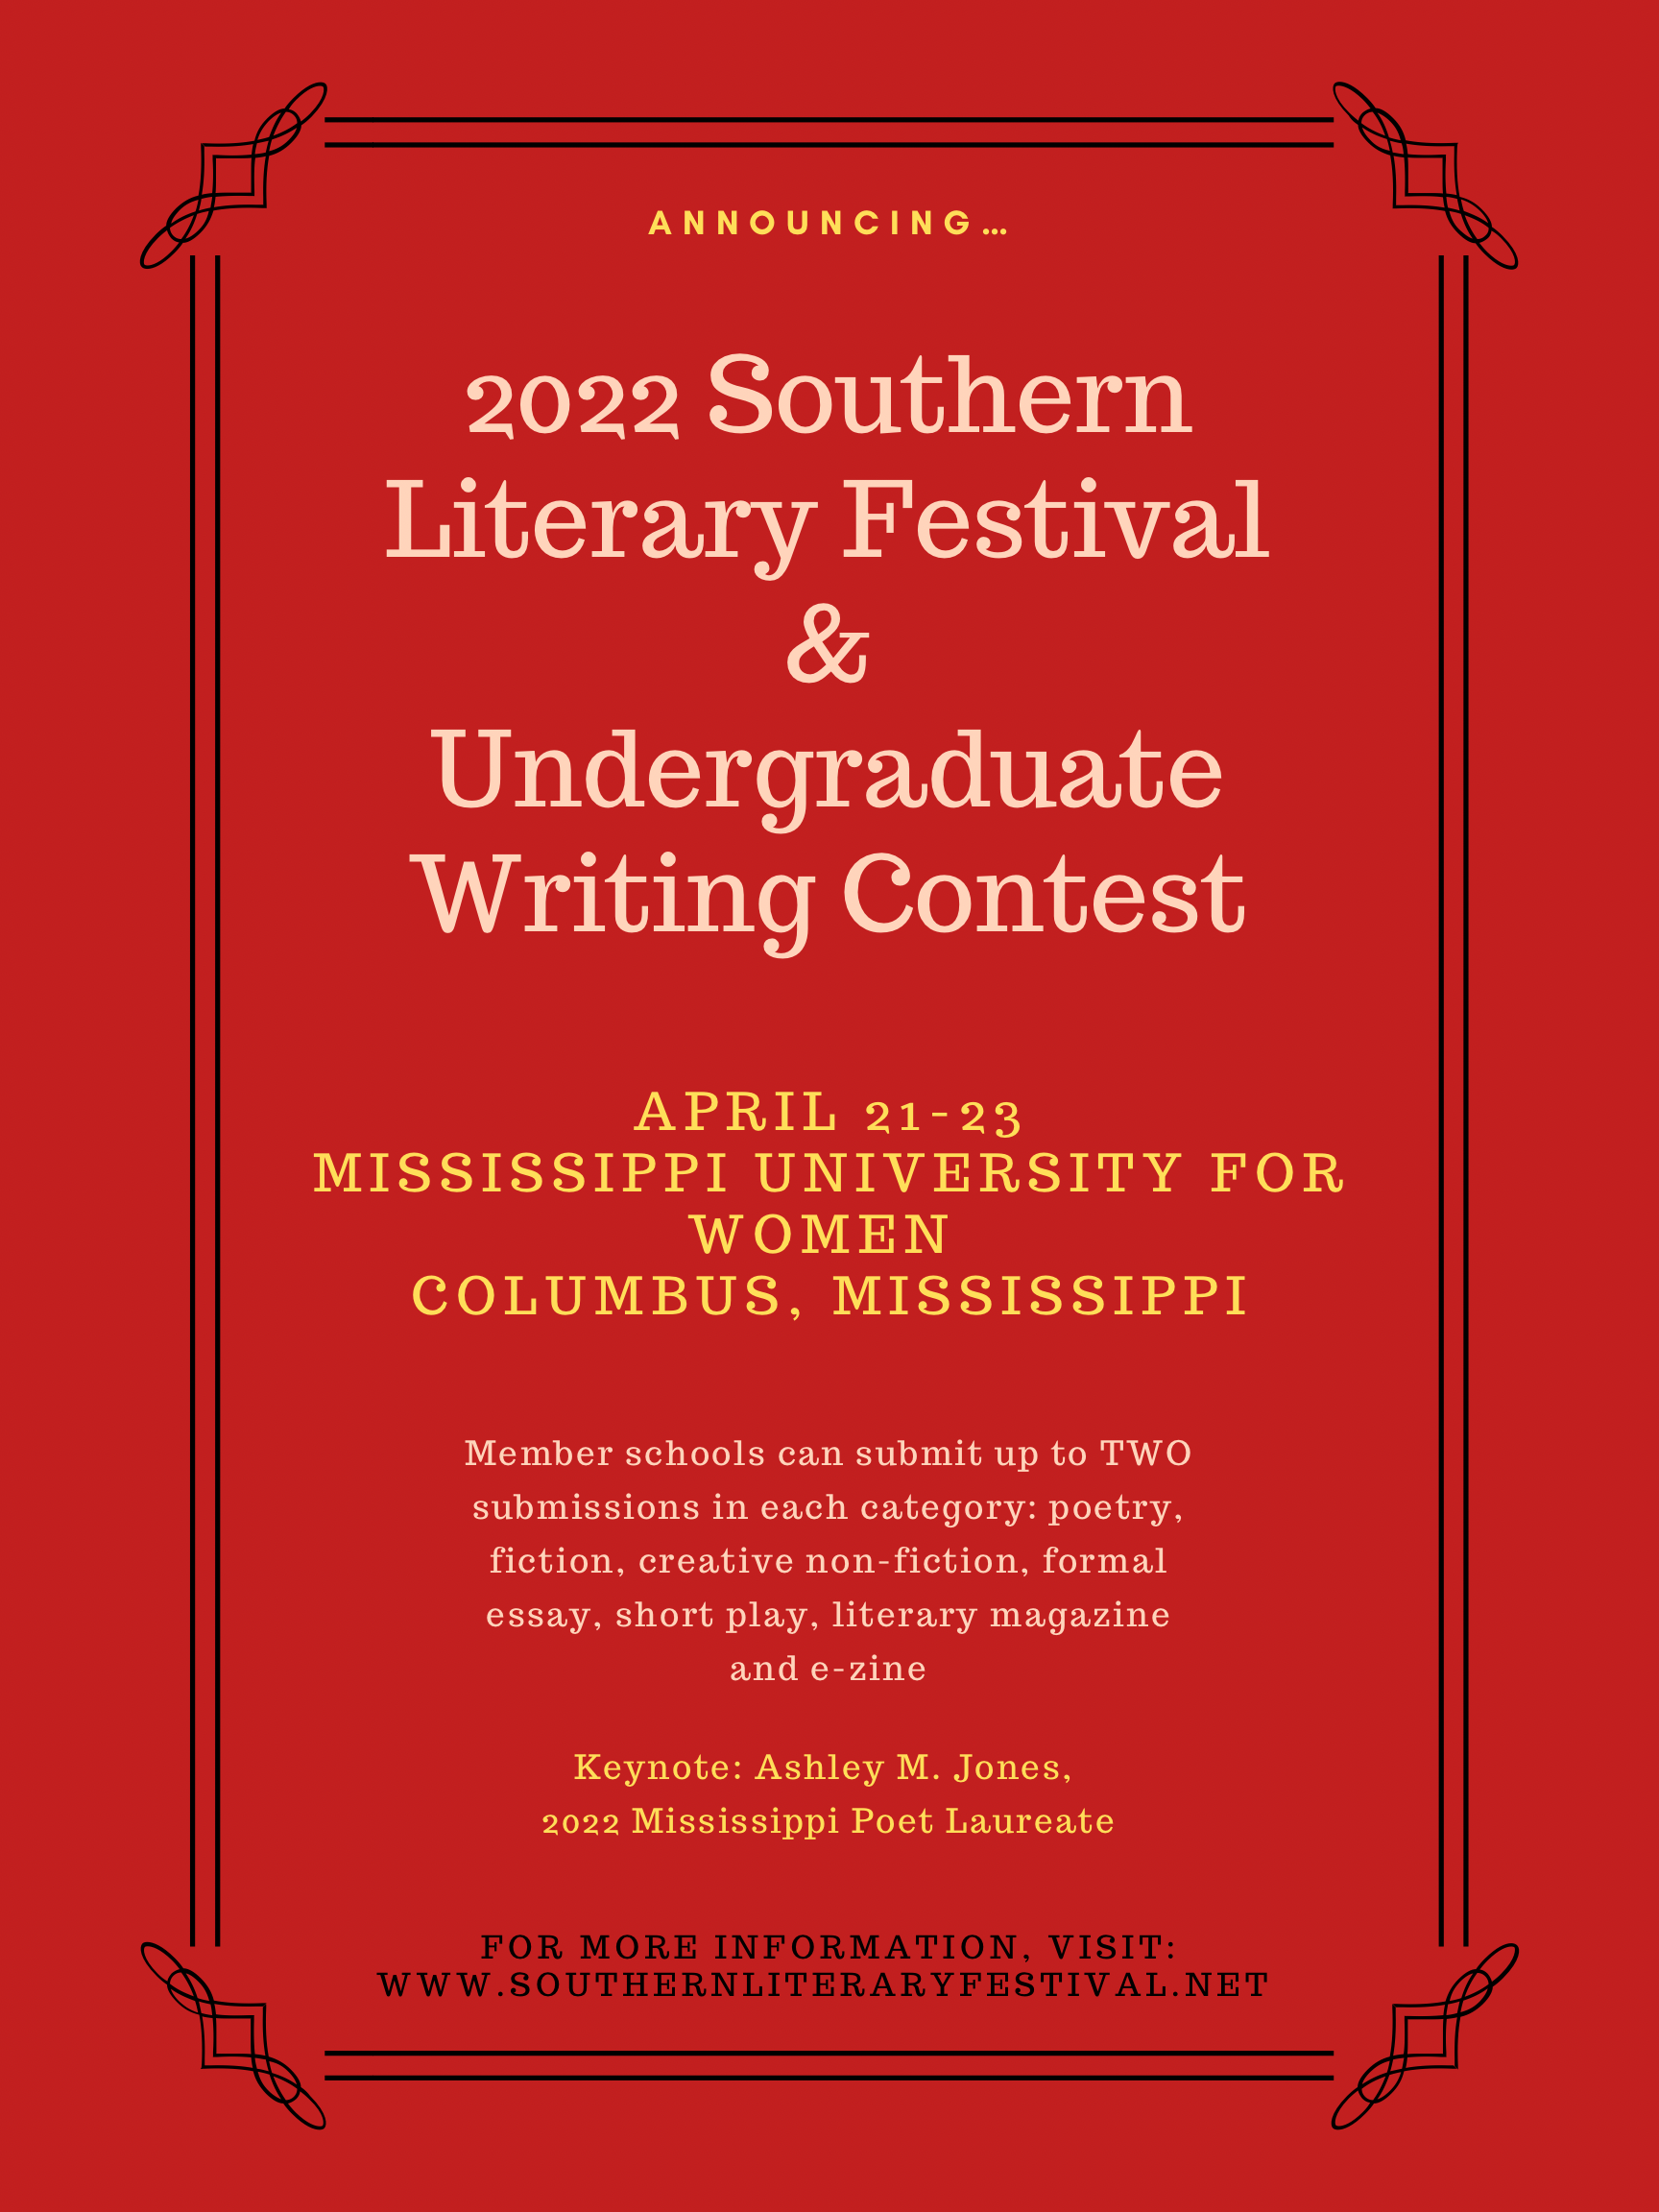 ANNOUNCING...
2022 Southern
Literary Festival
&
Undergraduate
Writing Contest
APRIL 21-23
MISSISSIPPI UNIVERSITY FOR
WOMEN
COLUMBUS, MISSISSIPPI
Member schools can submit up to TWO
submissions in each category: poetry,
fiction, creative non-fiction, formal
essay, short play, literary magazine
and e-zine
Keynote: Ashley M. Jones,
2022 Mississippi Poet Laureate
FOR MORE INFORMATION, VISIT:
WWW.SOUTHERNLITERARYFESTIVAL.NET